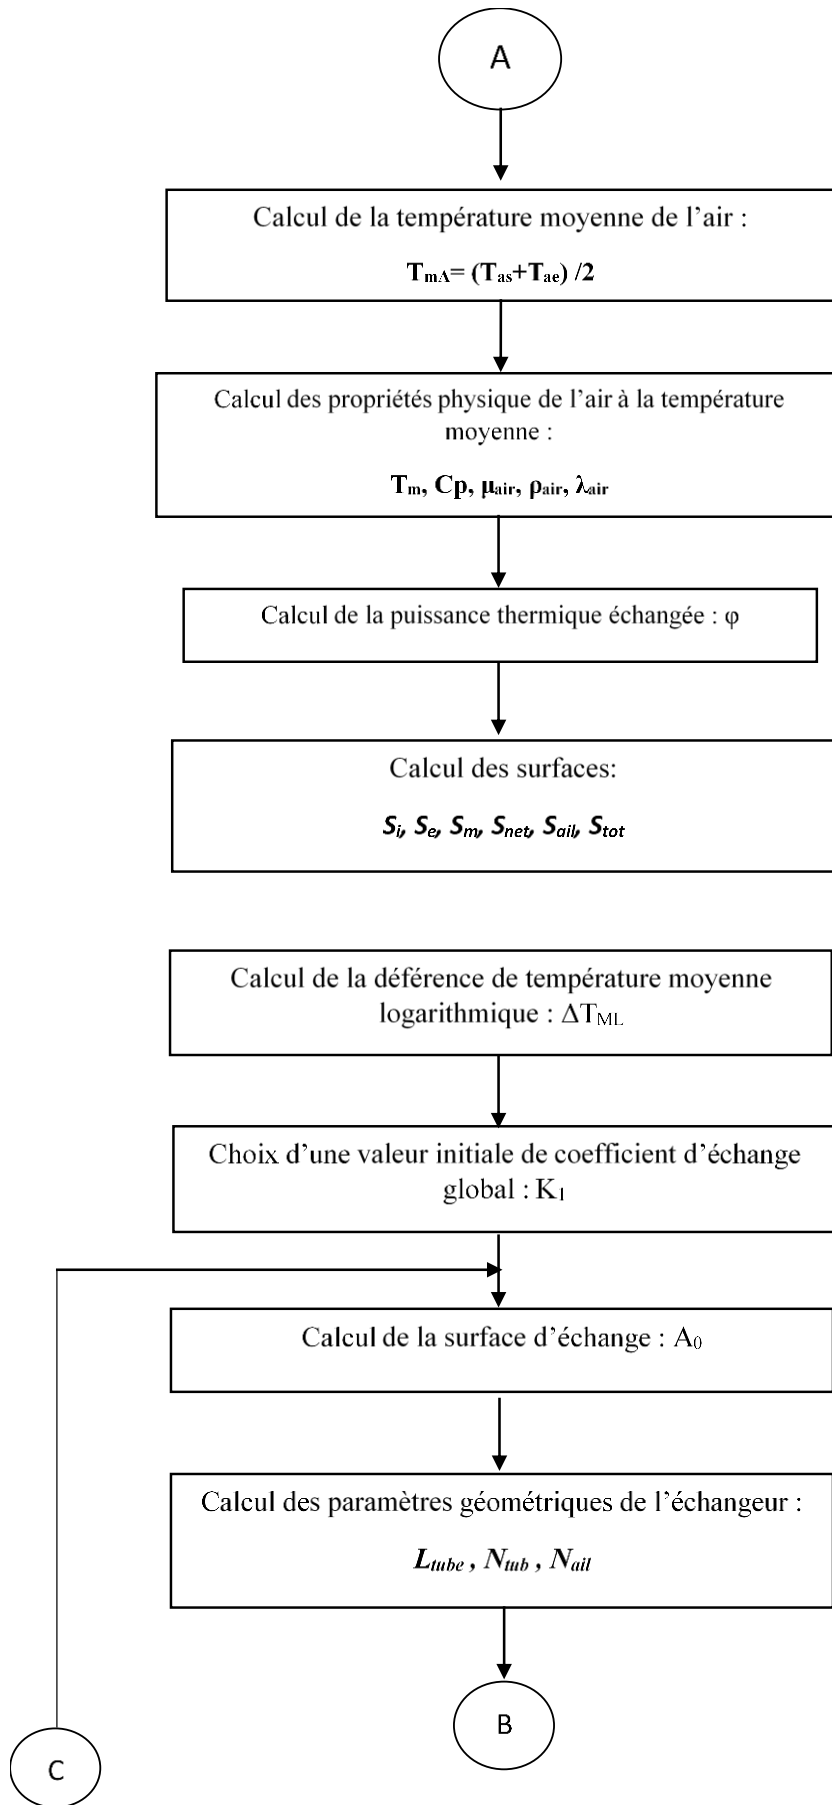 A
Calcul de la température moyenne de l’air :
TmA= (Tas+Tae) /2
Calcul des propriétés physique de l’air à la température
moyenne :
Tm, Cp, μair, ρair, λair
Calcul de la puissance thermique échangée : φ
Calcul des surfaces:
Si, Se, Sm, Snet, Sail, Stot
Calcul de la déférence de température moyenne
logarithmique : ΔTML
Choix d’une valeur initiale de coefficient d’échange
global : K1
Calcul de la surface d’échange : A0
Calcul des paramètres géométriques de l’échangeur :
Ltube , Ntub , Nail
B
C